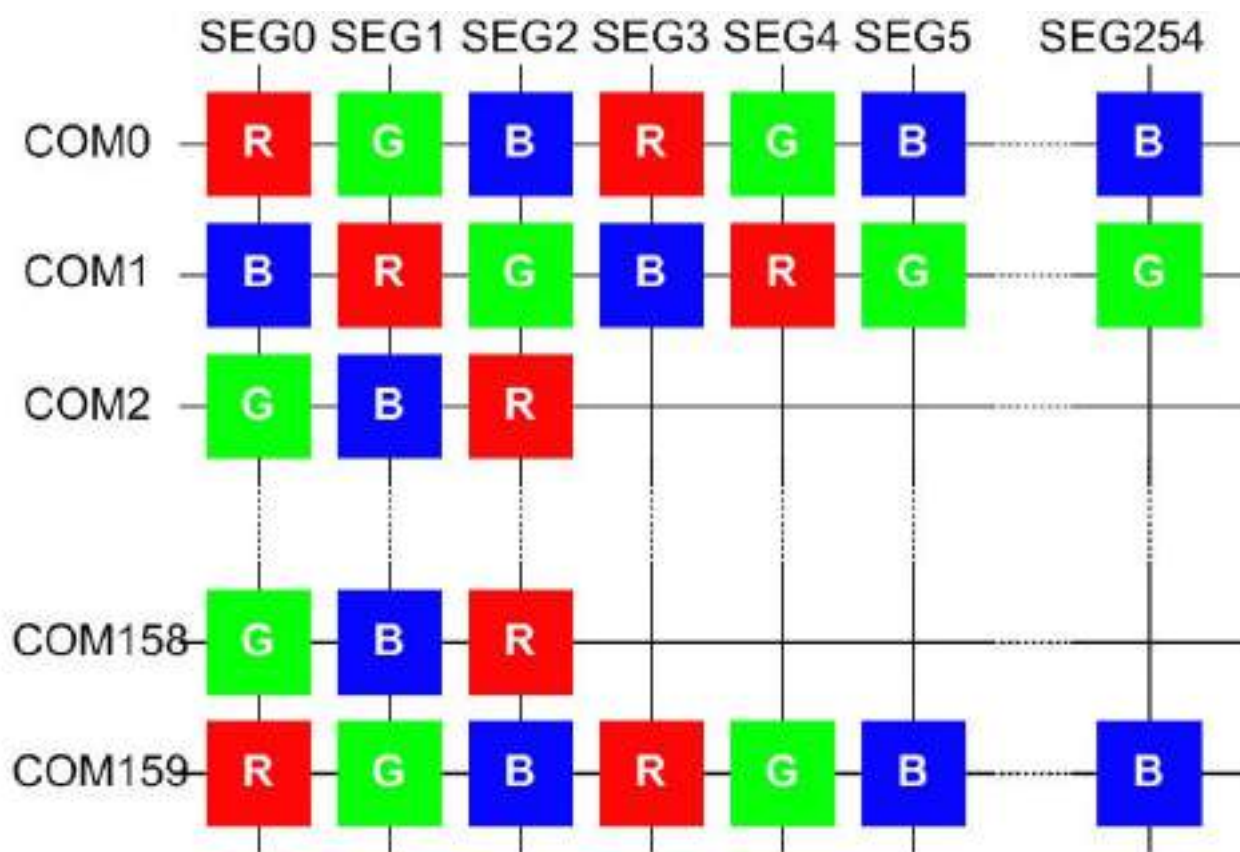 SEG0 SEG1 SEG2 SEG3 SEG4 SEG5 SEG254
COM0 R G B R G B B
COM1 B R G B R G G
COM2 G B R
COM158 G B R
COM159 R G B R G B B